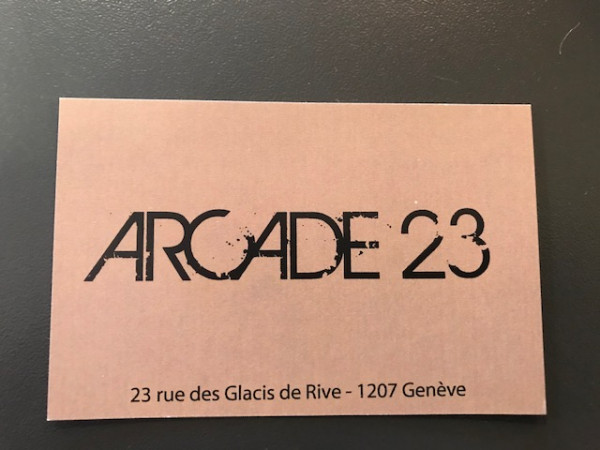 ARCADE 23
23 rue des Glacis de Rive - 1207 Genève